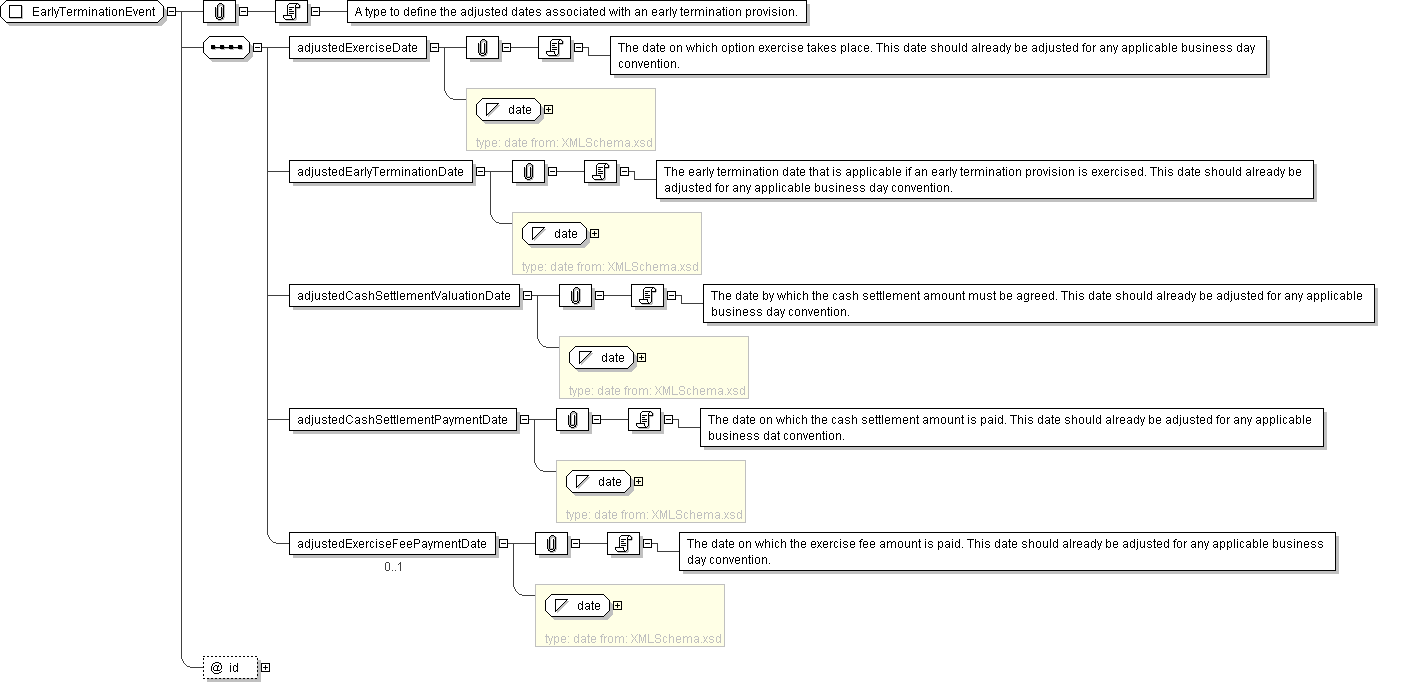 EarlyTerminationEvent
A type to define the adjusted dates associated with an early termination provision.
adjustedExerciseDate
The date on which option exercise takes place. This date should already be adjusted for any applicable business day
convention.
date
type: date from: XMLSchema.xsd
adjustedEarlyTerminationDate
The early termination date that is applicable if an early termination provision is exercised. This date should already be
adjusted for any applicable business day convention.
date
type: date from: XMLSchema.xsd
adjustedCashSettlementValuationDate
The date by which the cash settlement amount must be agreed. This date should already be adjusted for any applicable
business day convention.
date
type: date from: XMLSchema.xsd
adjustedCashSettlementPaymentDate
The date on which the cash settlement amount is paid. This date should already be adjusted for any applicable
business dat convention.
date
type: date from: XMLSchema.xsd
adjustedExerciseFeePaymentDate
The date on which the exercise fee amount is paid. This date should already be adjusted for any applicable business
day convention.
0..1
date
type: date from: XMLSchema.xsd
@ id